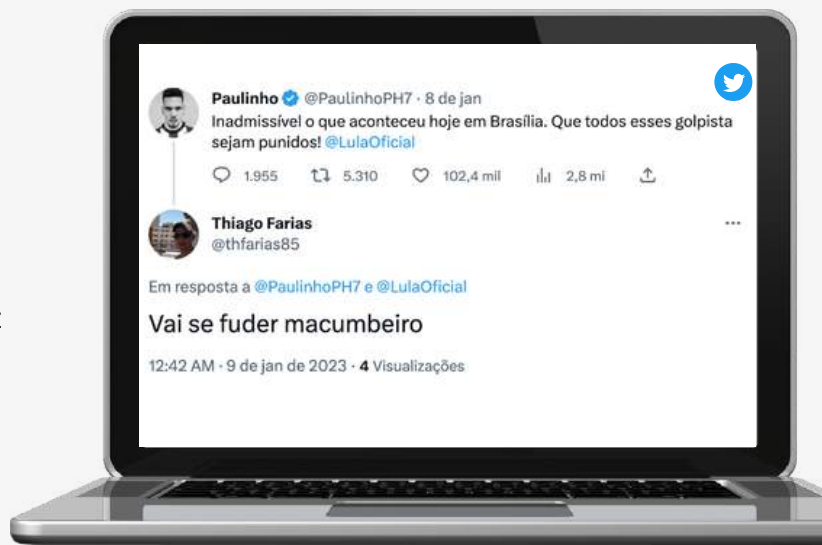 Paulinho @PaulinhoPH7 · 8 de jan
Inadmissível o que aconteceu hoje em Brasília. Que todos esses golpista
sejam punidos! @LulaOficial
1.955 5.310 102,4 mil 2,8 mi
Thiago Farias
@thfarias85
Em resposta a @PaulinhoPH7 e @LulaOficial
Vai se fuder macumbeiro
12:42 AM · 9 de jan de 2023 · 4 Visualizações